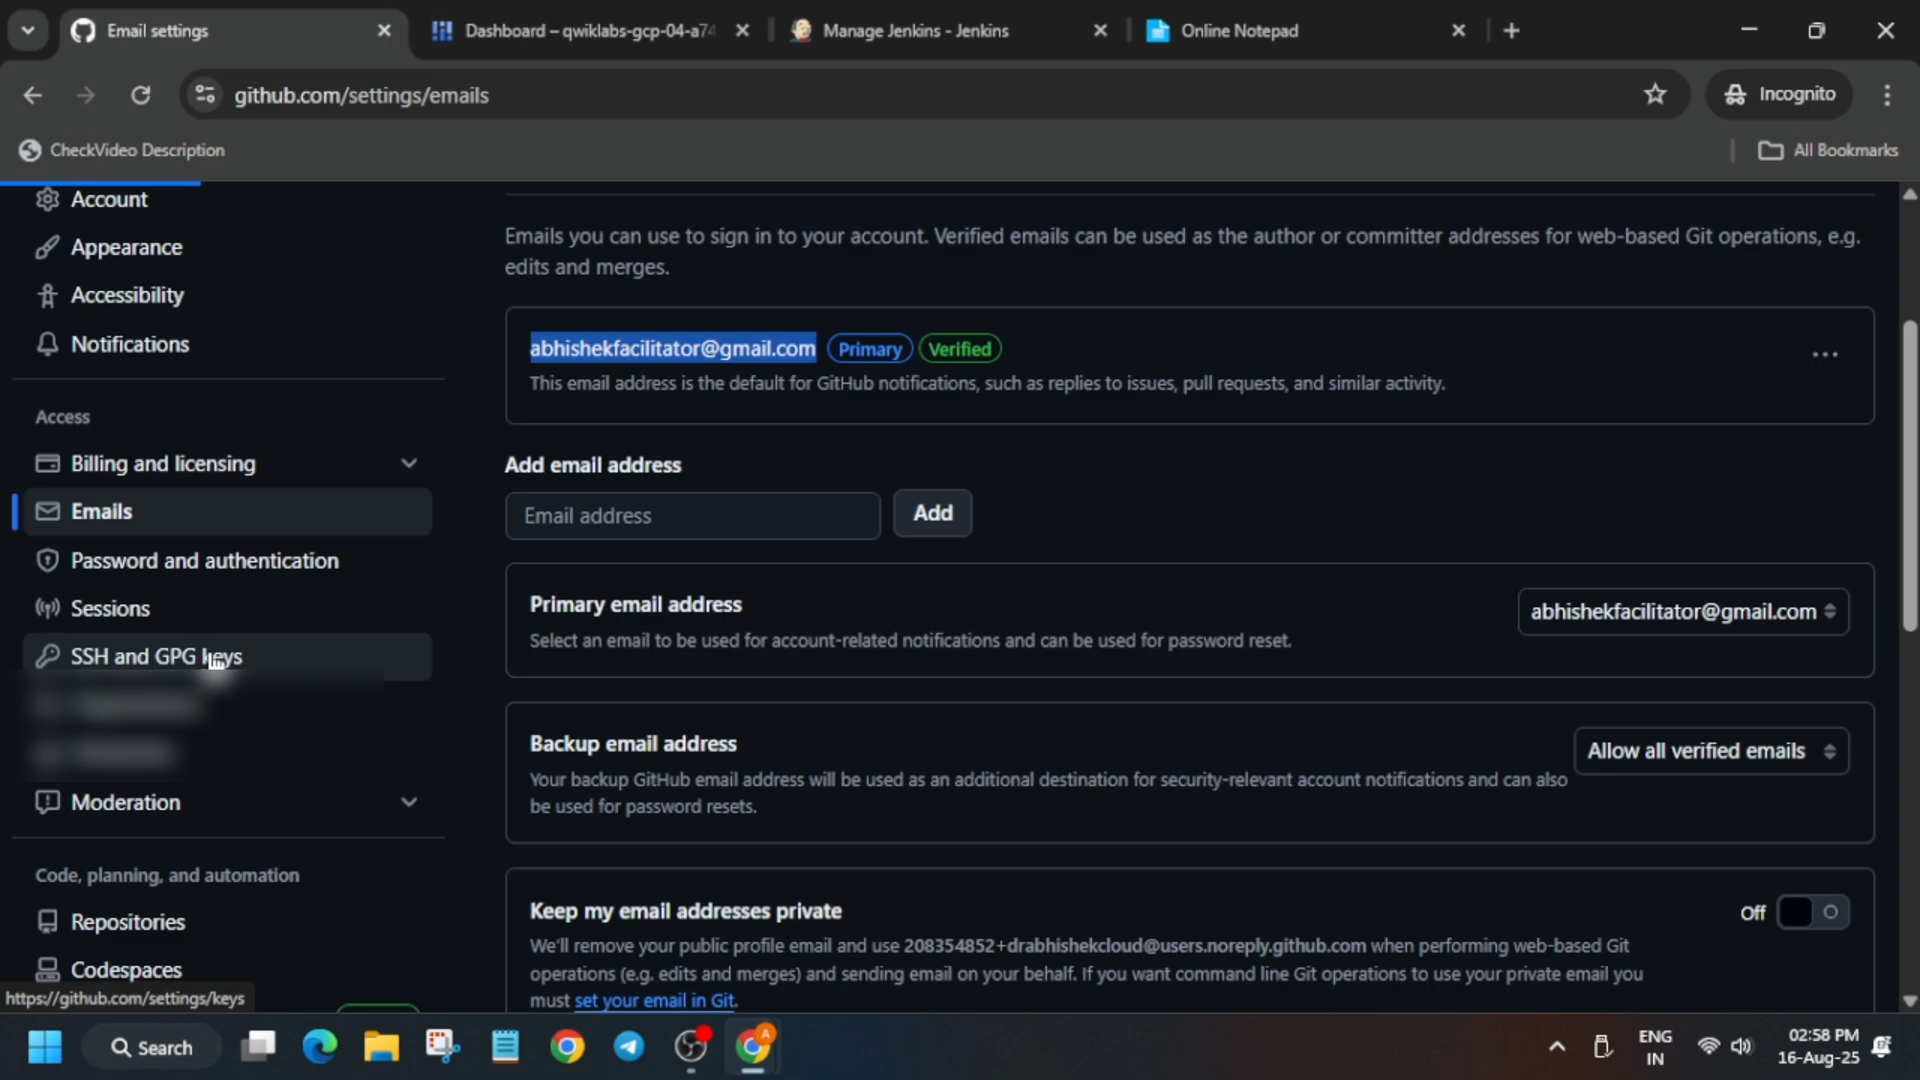 Email settings
Dashboard – qwiklabs-gcp-04-a74
Manage Jenkins - Jenkins
Online Notepad
github.com/settings/emails
Incognito
CheckVideo Description
All Bookmarks
Account
Appearance
Accessibility
Notifications
Access
Billing and licensing
Emails
Password and authentication
Sessions
SSH and GPG keys
Moderation
Code, planning, and automation
Repositories
Codespaces
https://github.com/settings/keys
Emails you can use to sign in to your account. Verified emails can be used as the author or committer addresses for web-based Git operations, e.g.
edits and merges.
abhishekfacilitator@gmail.com Primary Verified
This email address is the default for GitHub notifications, such as replies to issues, pull requests, and similar activity.
Add email address
Email address
Add
Primary email address
Select an email to be used for account-related notifications and can be used for password reset.
abhishekfacilitator@gmail.com
Backup email address
Your backup GitHub email address will be used as an additional destination for security-relevant account notifications and can also
be used for password resets.
Allow all verified emails
Keep my email addresses private
Off
We'll remove your public profile email and use 208354852+drabhishekcloud@users.noreply.github.com when performing web-based Git
operations (e.g. edits and merges) and sending email on your behalf. If you want command line Git operations to use your private email you
must set your email in Git.
Search
A
ENG
IN
02:58 PM
16-Aug-25